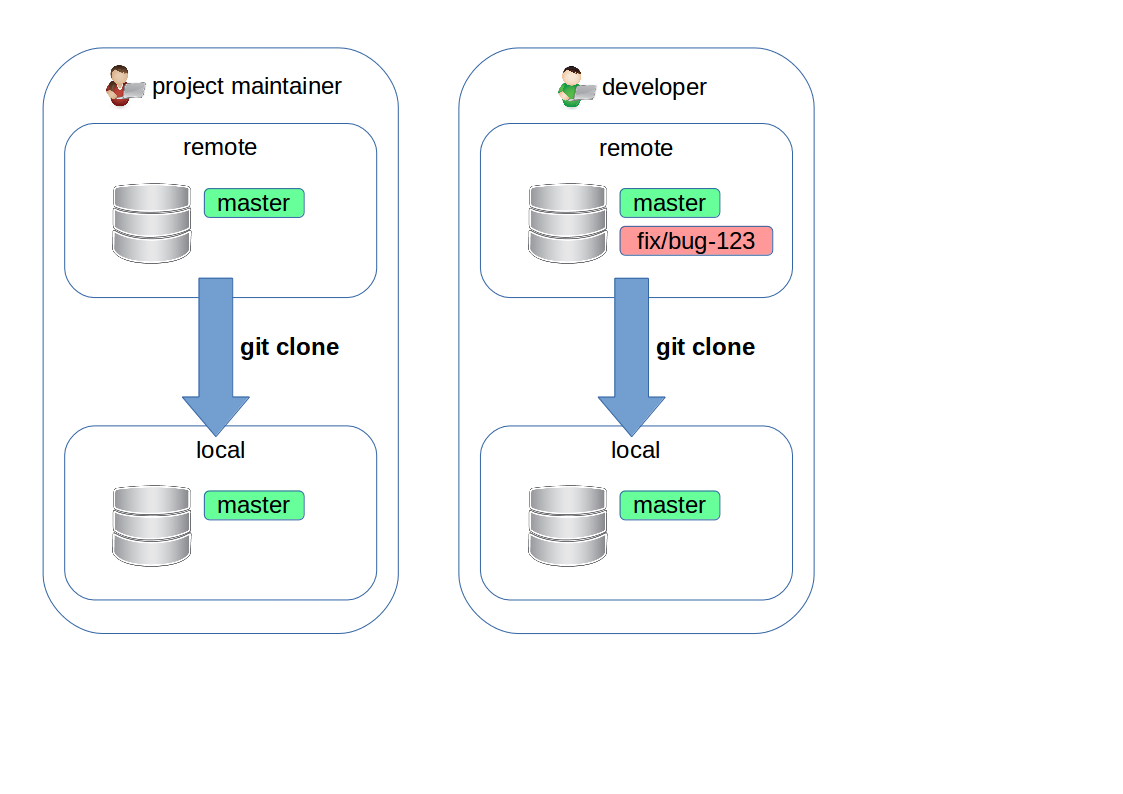 project maintainer
remote
master
git clone
local
master
developer
remote
master
fix/bug-123
git clone
local
master